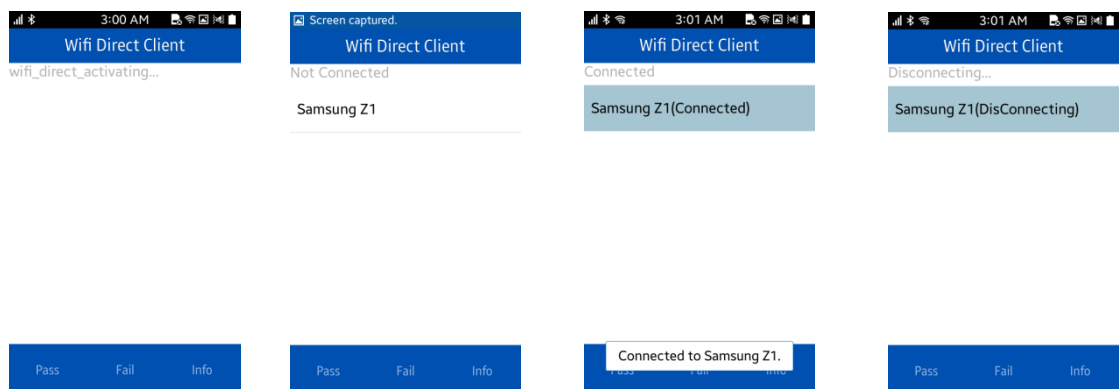 3:00 AM
Wifi Direct Client
wifi_direct_activating...
Pass Fail Info
Screen captured.
Wifi Direct Client
Not Connected
Samsung Z1
Pass Fail Info
3:01 AM
Wifi Direct Client
Connected
Samsung Z1(Connected)
Connected to Samsung Z1.
3:01 AM
Wifi Direct Client
Disconnecting...
Samsung Z1(DisConnecting)
Pass Fail Info